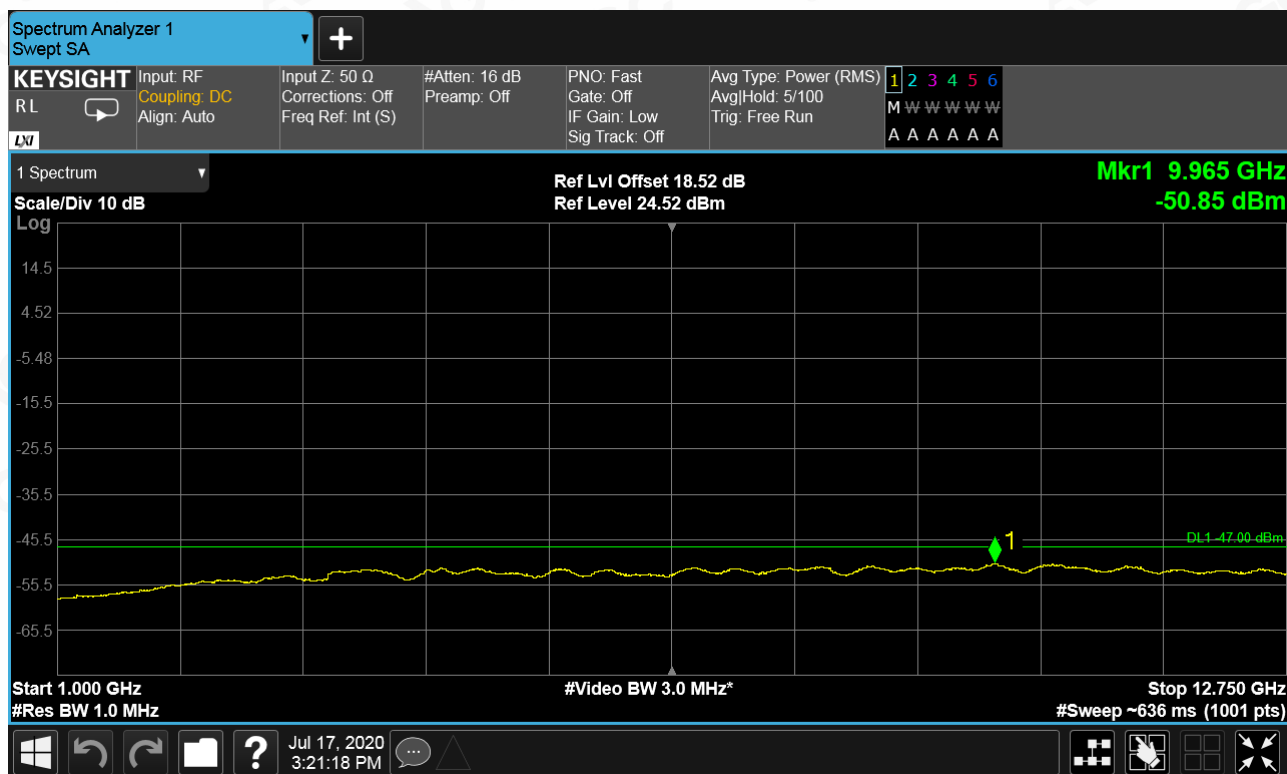 Spectrum Analyzer 1
Swept SA
+
KEYSIGHT
RL
LXI
Input: RF
Coupling: DC
Align: Auto
Input Z: 50 Ω
Corrections: Off
Freq Ref: Int (S)
#Atten: 16 dB
Preamp: Off
PNO: Fast
Gate: Off
IF Gain: Low
Sig Track: Off
Avg Type: Power (RMS)
Avg|Hold: 5/100
Trig: Free Run
1 2 3 4 5 6
M W W W W W
A A A A A A
1 Spectrum
Scale/Div 10 dB
Log
Ref Lvl Offset 18.52 dB
Ref Level 24.52 dBm
Mkr1 9.965 GHz
-50.85 dBm
14.5
4.52
-5.48
-15.5
-25.5
-35.5
-45.5
-55.5
-65.5
1
DL1 -47.00 dBm
Start 1.000 GHz
#Res BW 1.0 MHz
#Video BW 3.0 MHz*
Stop 12.750 GHz
#Sweep ~636 ms (1001 pts)
?
Jul 17, 2020
3:21:18 PM